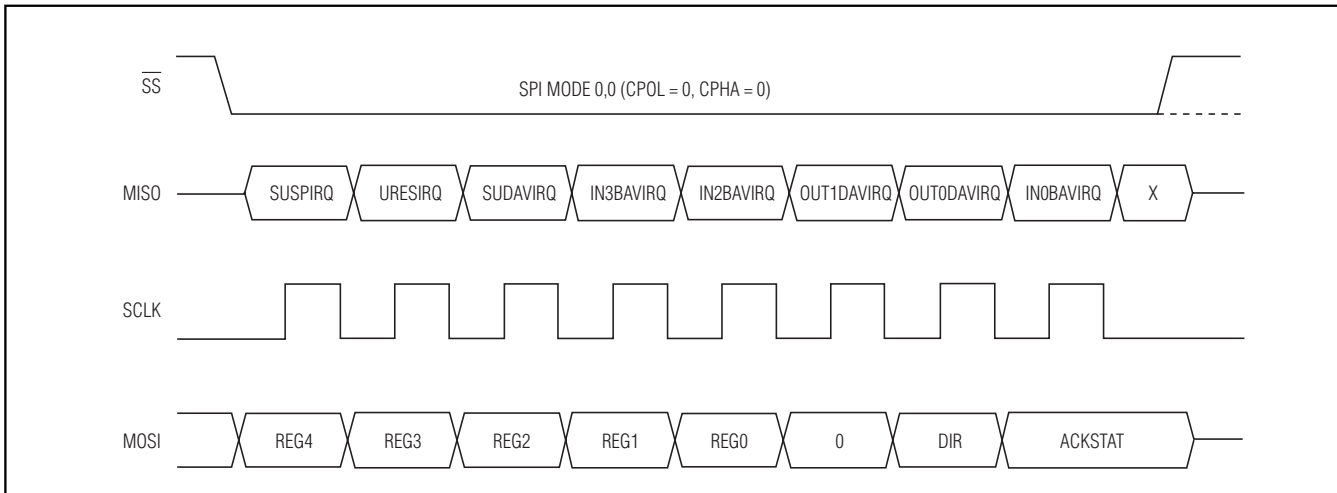 SS
SPI MODE 0,0 (CPOL = 0, CPHA = 0)
MISO SUSPIRQ URESIRQ SUDAVIRQ IN3BAVIRQ IN2BAVIRQ OUT1DAVIRQ OUT0DAVIRQ IN0BAVIRQ X
SCLK
MOSI REG4 REG3 REG2 REG1 REG0 0 DIR ACKSTAT